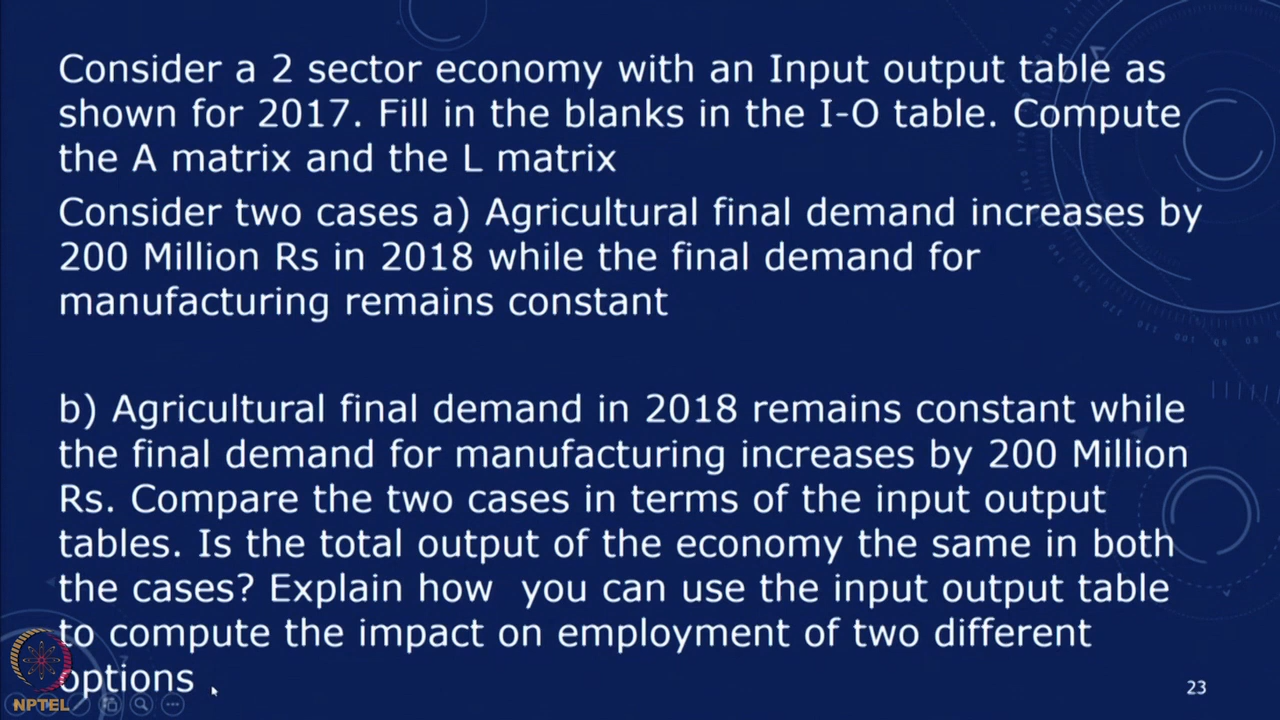 Consider a 2 sector economy with an Input output table as
shown for 2017. Fill in the blanks in the I-O table. Compute
the A matrix and the L matrix
Consider two cases a) Agricultural final demand increases by
200 Million Rs in 2018 while the final demand for
manufacturing remains constant
b) Agricultural final demand in 2018 remains constant while
the final demand for manufacturing increases by 200 Million
Rs. Compare the two cases in terms of the input output
tables. Is the total output of the economy the same in both
the cases? Explain how you can use the input output table
to compute the impact on employment of two different
options
NPTEL
23